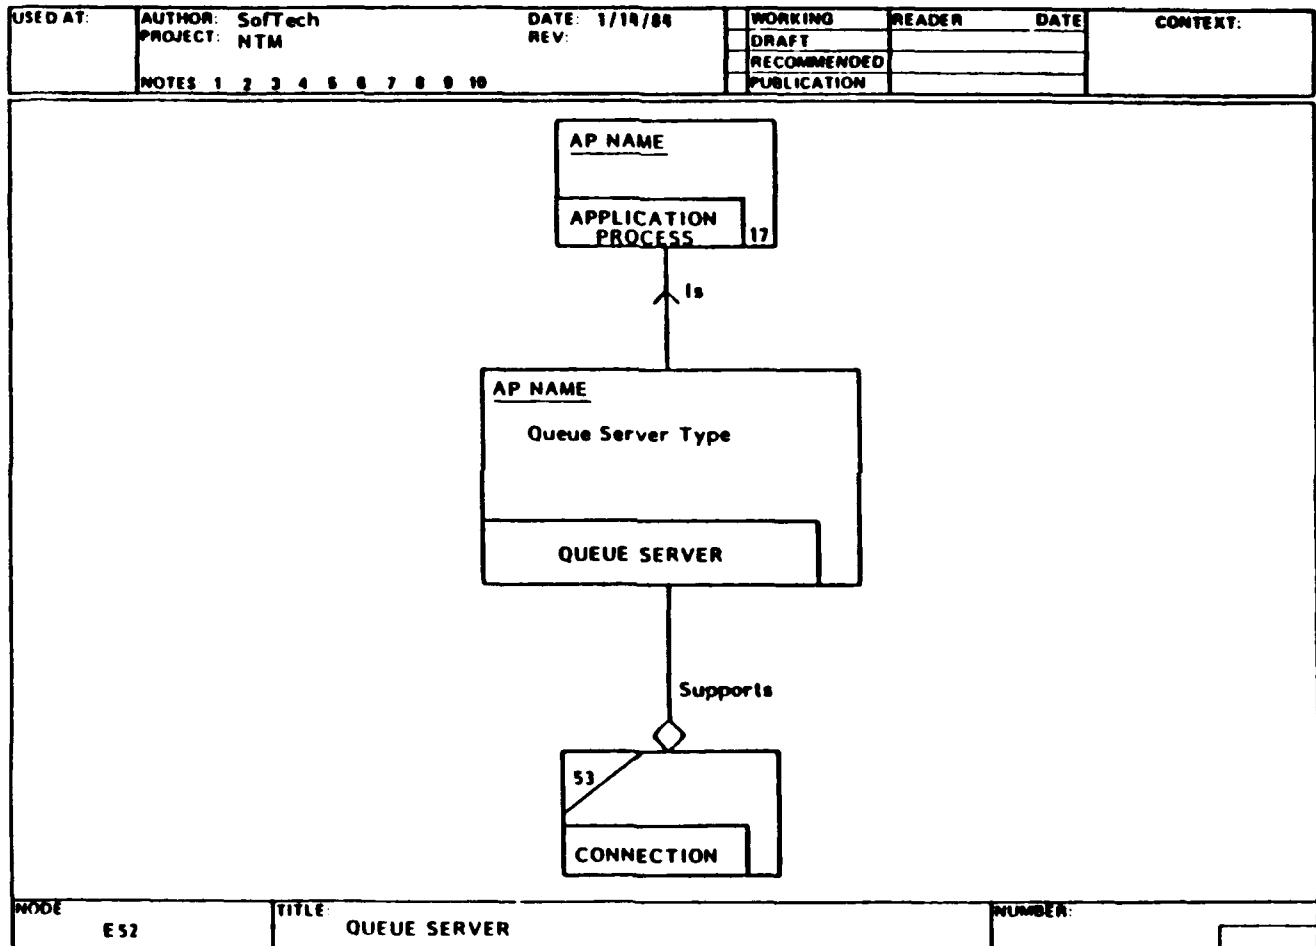 USED AT:
AUTHOR: SofTech
PROJECT: NTM
DATE: 1/14/84
REV:
NOTES 1 2 3 4 5 6 7 8 9 10
WORKING
DRAFT
RECOMMENDED
PUBLICATION
READER DATE
CONTEXT:
AP NAME
APPLICATION
PROCESS
17
Is
AP NAME
Queue Server Type
QUEUE SERVER
Supports
53
CONNECTION
NODE
E52
TITLE:
QUEUE SERVER
NUMBER: